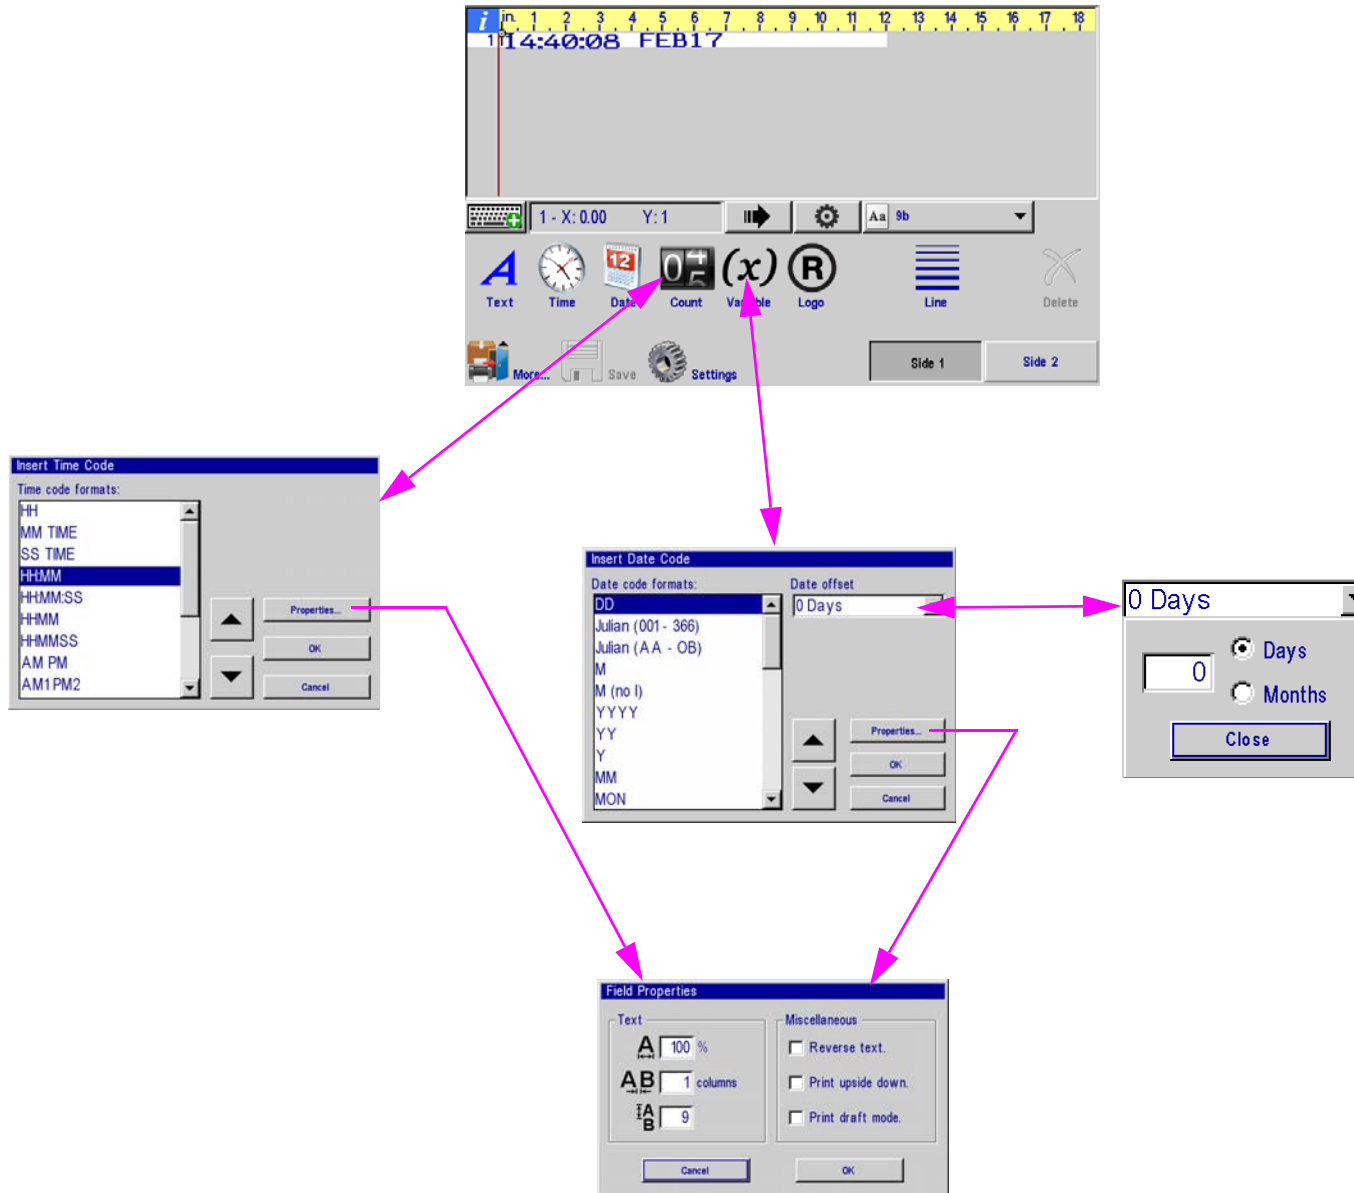 i in. 1 2 3 4 5 6 7 8 9 10 11 12 13 14 15 16 17 18
1 14:40:08 FEB17
1 - X: 0.00 Y: 1 Aa 9b
A 12 0 (x) R
Text Time Date Count Variable Logo Line Delete
More... Save Settings Side 1 Side 2
Insert Time Code
Time code formats:
HH
MM TIME
SS TIME
HH:MM
HH:MM:SS
HHMM
HHMMSS
AM PM
AM1PM2
Properties...
OK
Cancel
Insert Date Code
Date code formats:
DD
Julian (001 - 366)
Julian (AA - OB)
M
M (no I)
YYYY
YY
Y
MM
MON
Date offset
0 Days
Properties...
OK
Cancel
0 Days
0
Days
Months
Close
Field Properties
Text
A 100 %
AB 1 columns
A
B 9
Miscellaneous
Reverse text.
Print upside down.
Print draft mode.
Cancel OK